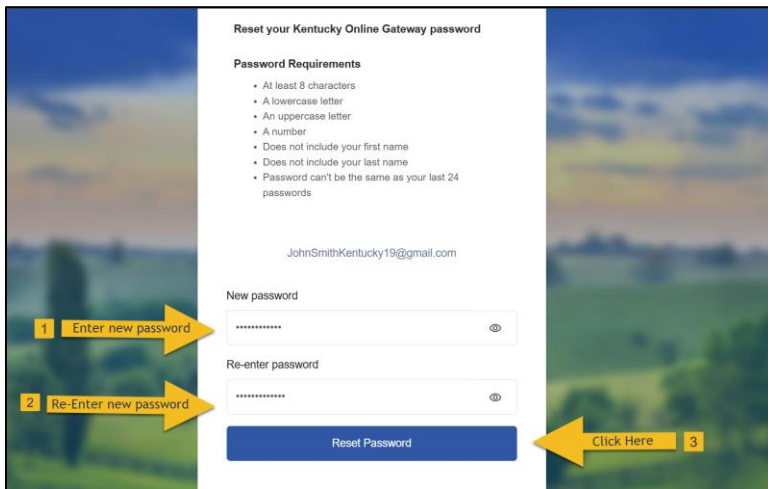 Reset your Kentucky Online Gateway password
Password Requirements
• At least 8 characters
• A lowercase letter
• An uppercase letter
• A number
• Does not include your first name
• Does not include your last name
• Password can't be the same as your last 24
passwords
JohnSmithKentucky19@gmail.com
New password
1 Enter new password
••••••••••••
Re-enter password
2 Re-Enter new password
•••••••••••••
Reset Password
Click Here 3